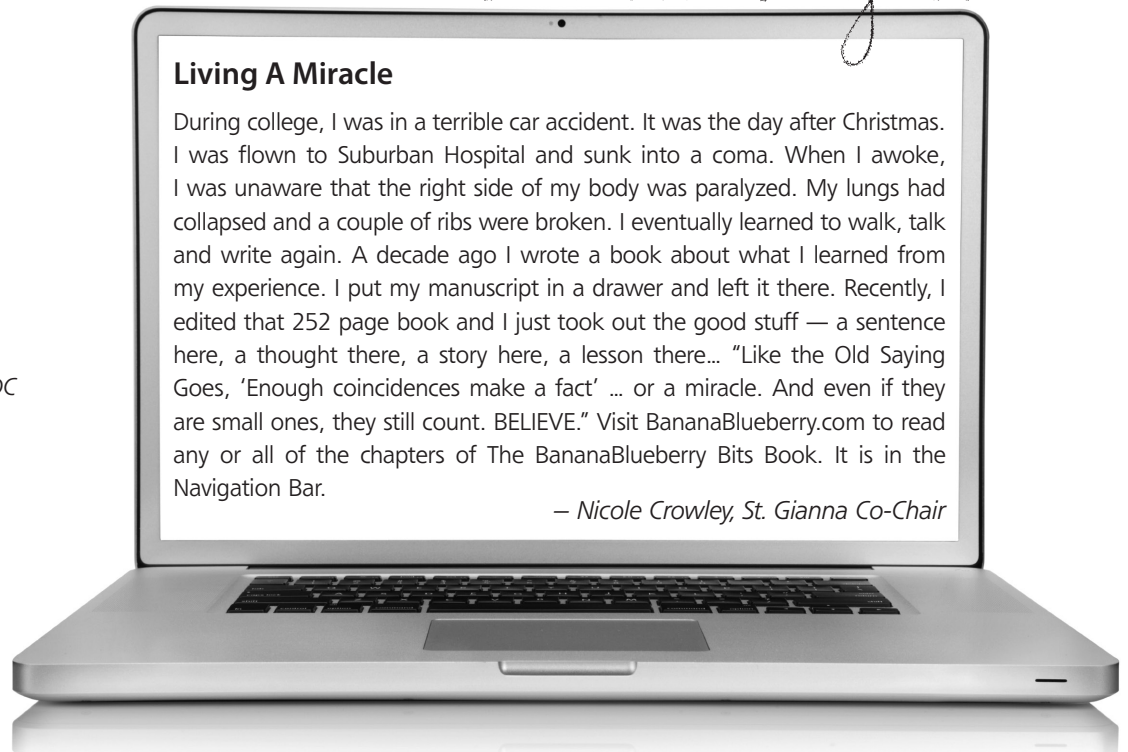 Living A Miracle
During college, I was in a terrible car accident. It was the day after Christmas.
I was flown to Suburban Hospital and sunk into a coma. When I awoke,
I was unaware that the right side of my body was paralyzed. My lungs had
collapsed and a couple of ribs were broken. I eventually learned to walk, talk
and write again. A decade ago I wrote a book about what I learned from
my experience. I put my manuscript in a drawer and left it there. Recently, I
edited that 252 page book and I just took out the good stuff — a sentence
here, a thought there, a story here, a lesson there... “Like the Old Saying
Goes, ‘Enough coincidences make a fact’ ... or a miracle. And even if they
are small ones, they still count. BELIEVE.” Visit BananaBlueberry.com to read
any or all of the chapters of The BananaBlueberry Bits Book. It is in the
Navigation Bar.
– Nicole Crowley, St. Gianna Co-Chair